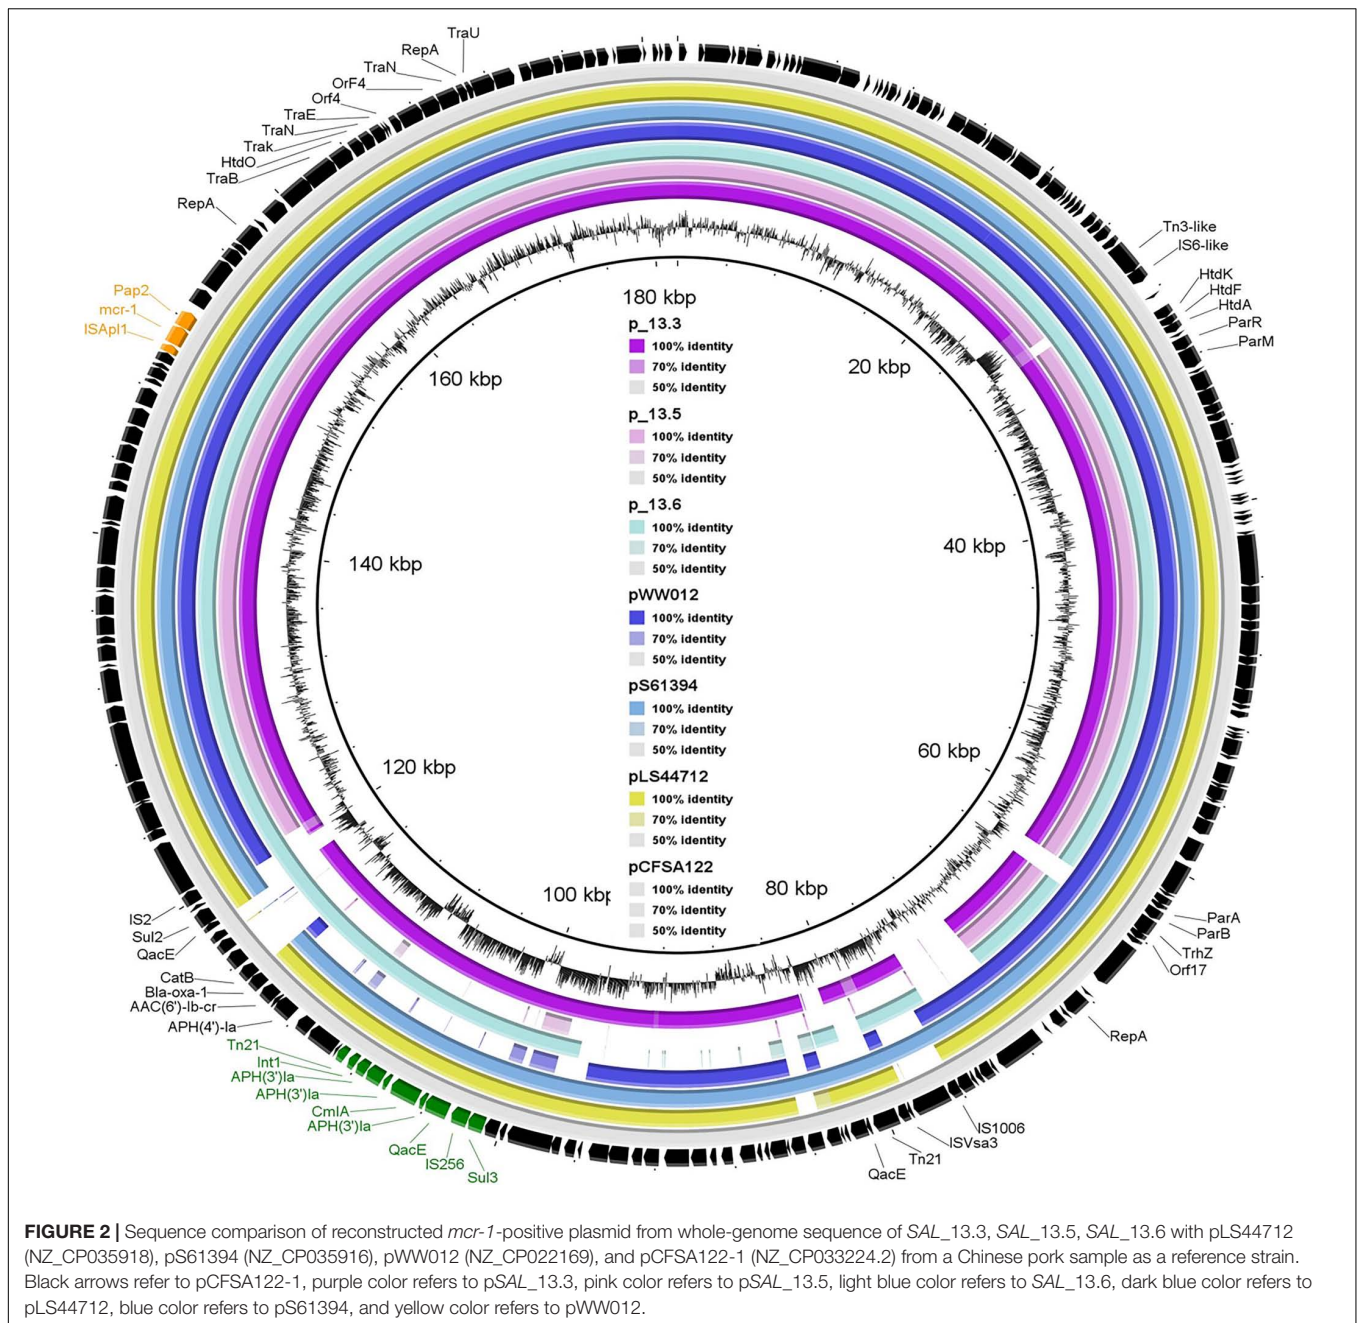 TraU
RepA
TraN
OrF4
Orf4
TraE
TraN
Trak
HtdO
TraB
RepA
Pap2
mcr-1
ISApl1
Tn3-like
IS6-like
HtdK
HtdF
HtdA
ParR
ParM
180 kbp
20 kbp
40 kbp
60 kbp
80 kbp
100 kbp
120 kbp
140 kbp
160 kbp
p_13.3
100% identity
70% identity
50% identity
p_13.5
100% identity
70% identity
50% identity
p_13.6
100% identity
70% identity
50% identity
pWW012
100% identity
70% identity
50% identity
pS61394
100% identity
70% identity
50% identity
pLS44712
100% identity
70% identity
50% identity
pCFSA122
100% identity
70% identity
50% identity
ParA
ParB
TrhZ
Orf17
RepA
IS1006
ISVsa3
Tn21
QacE
IS2
Sul2
QacE
CatB
Bla-oxa-1
AAC(6')-Ib-cr
APH(4')-Ia
Tn21
Int1
APH(3')Ia
APH(3')Ia
CmlA
APH(3')Ia
QacE
IS256
Sul3
FIGURE 2 | Sequence comparison of reconstructed mcr-1-positive plasmid from whole-genome sequence of SAL_13.3, SAL_13.5, SAL_13.6 with pLS44712
(NZ_CP035918), pS61394 (NZ_CP035916), pWW012 (NZ_CP022169), and pCFSA122-1 (NZ_CP033224.2) from a Chinese pork sample as a reference strain.
Black arrows refer to pCFSA122-1, purple color refers to pSAL_13.3, pink color refers to pSAL_13.5, light blue color refers to SAL_13.6, dark blue color refers to
pLS44712, blue color refers to pS61394, and yellow color refers to pWW012.